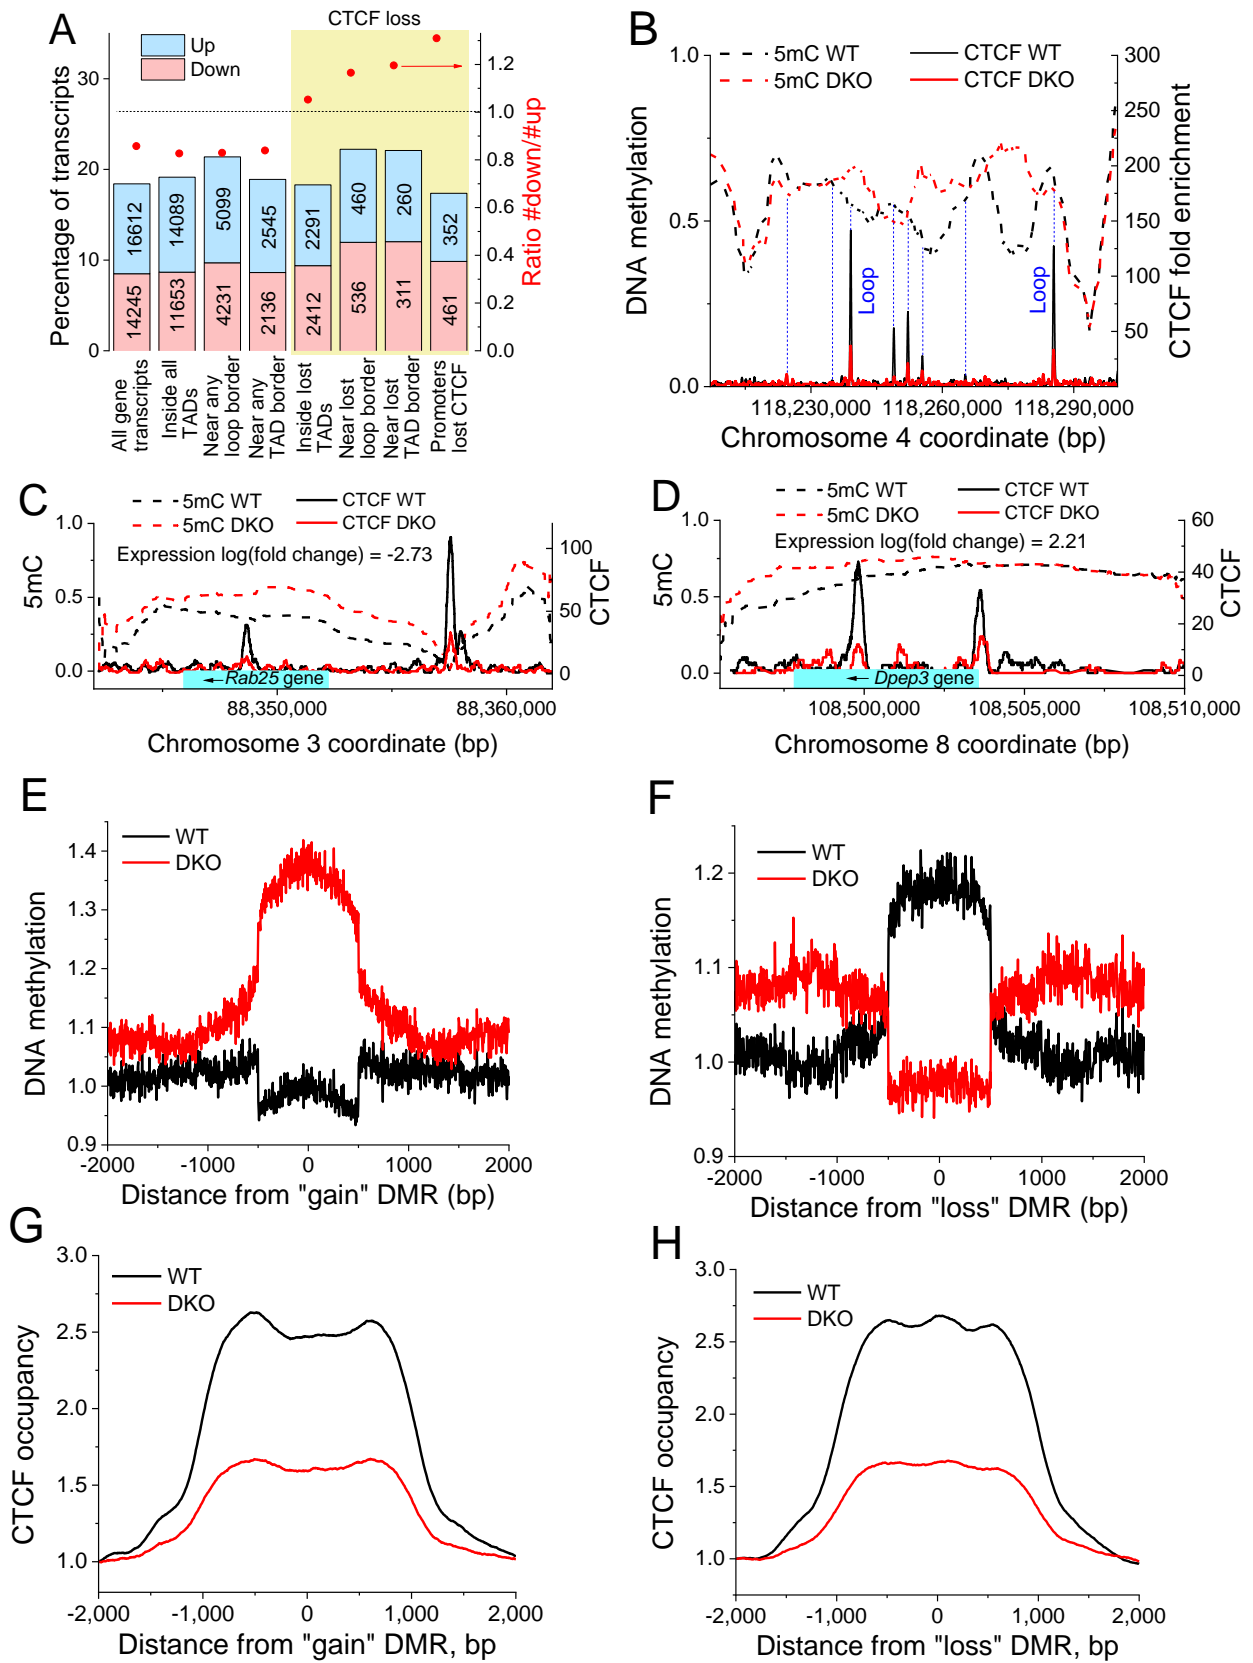 A
CTCF loss
Up
Down
Percentage of transcripts
30
20
10
0
16612
14089
5099
2545
2291
460
260
352
14245
11653
4231
2136
2412
536
311
461
1.2
1.0
0.8
0.6
0.4
0.2
0.0
Ratio #down/#up
All gene
transcripts
Inside all
TADs
Near any
loop border
Near any
TAD border
Inside lost
TADs
Near lost
loop border
Near lost
TAD border
Promoters
lost CTCF
B
5mC WT
CTCF WT
5mC DKO
CTCF DKO
DNA methylation
1.0
0.5
0.0
Loop
Loop
300
250
200
150
100
50
CTCF fold enrichment
118,230,000
118,260,000
118,290,000
Chromosome 4 coordinate (bp)
C
5mC WT
CTCF WT
5mC DKO
CTCF DKO
Expression log(fold change) = -2.73
5mC
1.0
0.5
0.0
100
50
0
CTCF
Rab25 gene
88,350,000
88,360,000
Chromosome 3 coordinate (bp)
D
5mC WT
CTCF WT
5mC DKO
CTCF DKO
Expression log(fold change) = 2.21
5mC
1.0
0.5
0.0
60
40
20
0
CTCF
Dpep3 gene
108,500,000
108,505,000
108,510,000
Chromosome 8 coordinate (bp)
E
WT
DKO
DNA methylation
1.4
1.3
1.2
1.1
1.0
0.9
-2000
-1000
0
1000
2000
Distance from "gain" DMR (bp)
F
WT
DKO
DNA methylation
1.2
1.1
1.0
0.9
-2000
-1000
0
1000
2000
Distance from "loss" DMR (bp)
G
WT
DKO
CTCF occupancy
3.0
2.5
2.0
1.5
1.0
-2,000
-1,000
0
1,000
2,000
Distance from "gain" DMR, bp
H
WT
DKO
CTCF occupancy
3.0
2.5
2.0
1.5
1.0
-2,000
-1,000
0
1,000
2,000
Distance from "loss" DMR, bp